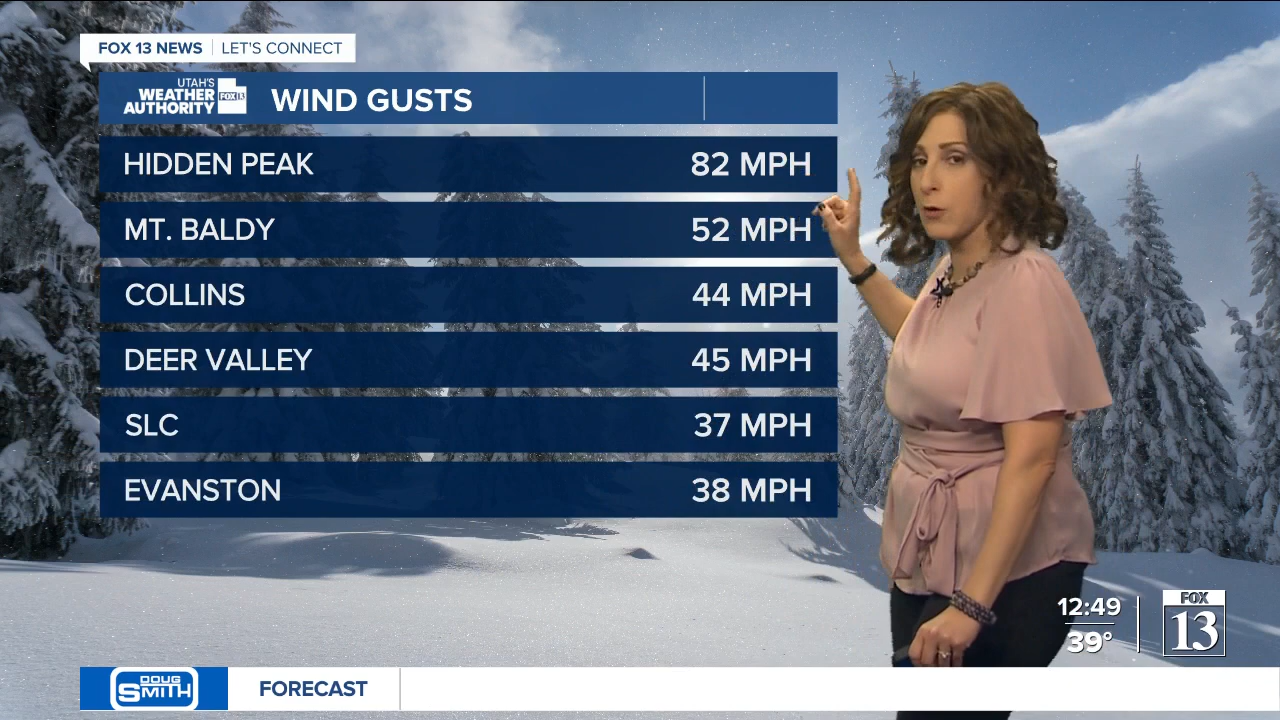 FOX 13 NEWS | LET'S CONNECT
UTAH'S
WEATHER
AUTHORITY
FOX 13
WIND GUSTS
HIDDEN PEAK 82 MPH
MT. BALDY 52 MPH
COLLINS 44 MPH
DEER VALLEY 45 MPH
SLC 37 MPH
EVANSTON 38 MPH
12:49
39°
FOX
13
DOUG
SMITH
FORECAST